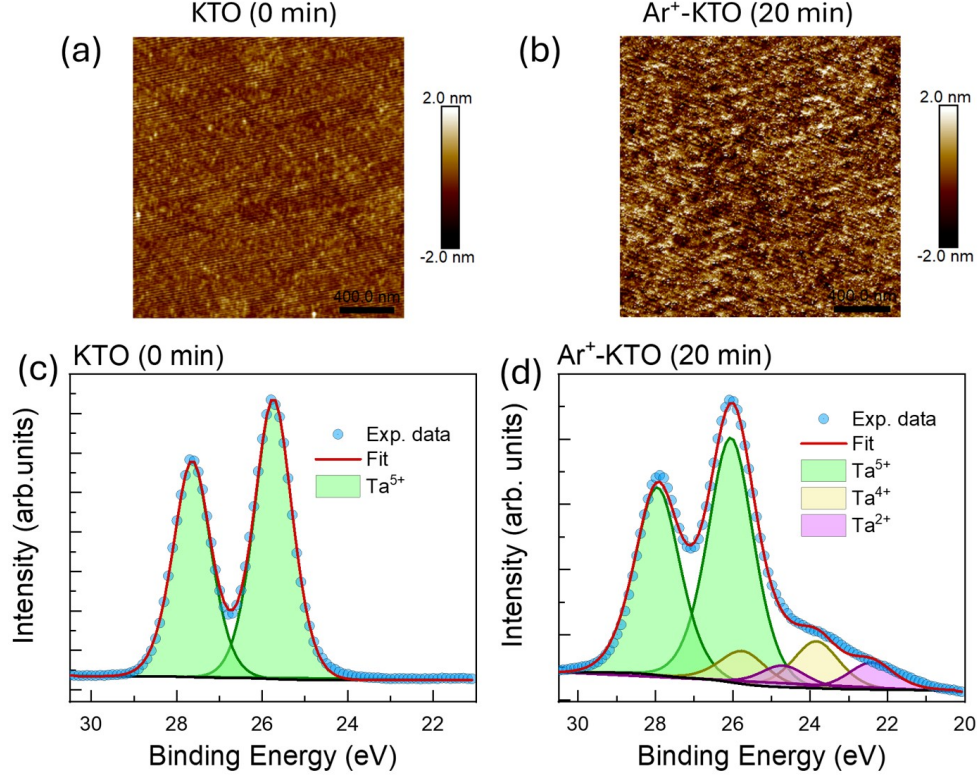 KTO (0 min)
Ar⁺-KTO (20 min)
(a)
(b)
2.0 nm
-2.0 nm
400.0 nm
2.0 nm
-2.0 nm
400.0 nm
(c)
KTO (0 min)
Intensity (arb.units)
Exp. data
Fit
Ta⁵⁺
30 28 26 24 22
Binding Energy (eV)
(d)
Ar⁺-KTO (20 min)
Intensity (arb. units)
Exp. data
Fit
Ta⁵⁺
Ta⁴⁺
Ta²⁺
30 28 26 24 22 20
Binding Energy (eV)